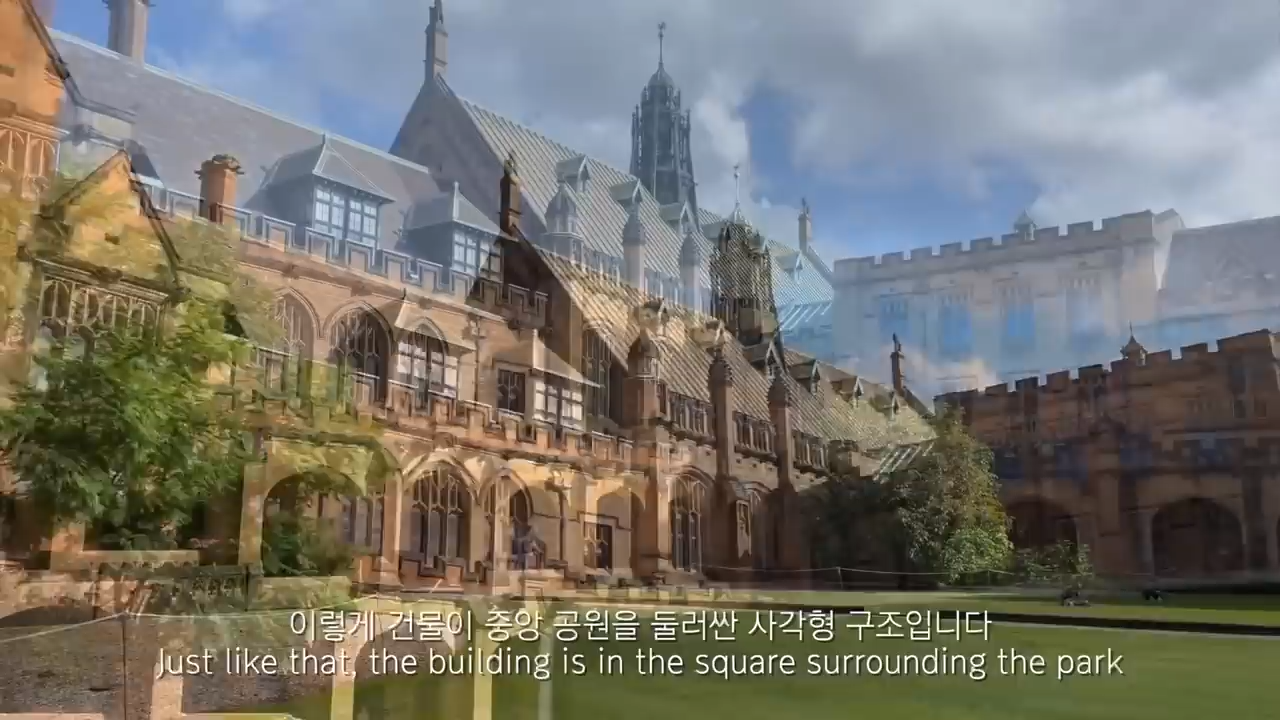 이렇게 건물이 중앙 공원을 둘러싼 사각형 구조입니다
Just like that, the building is in the square surrounding the park